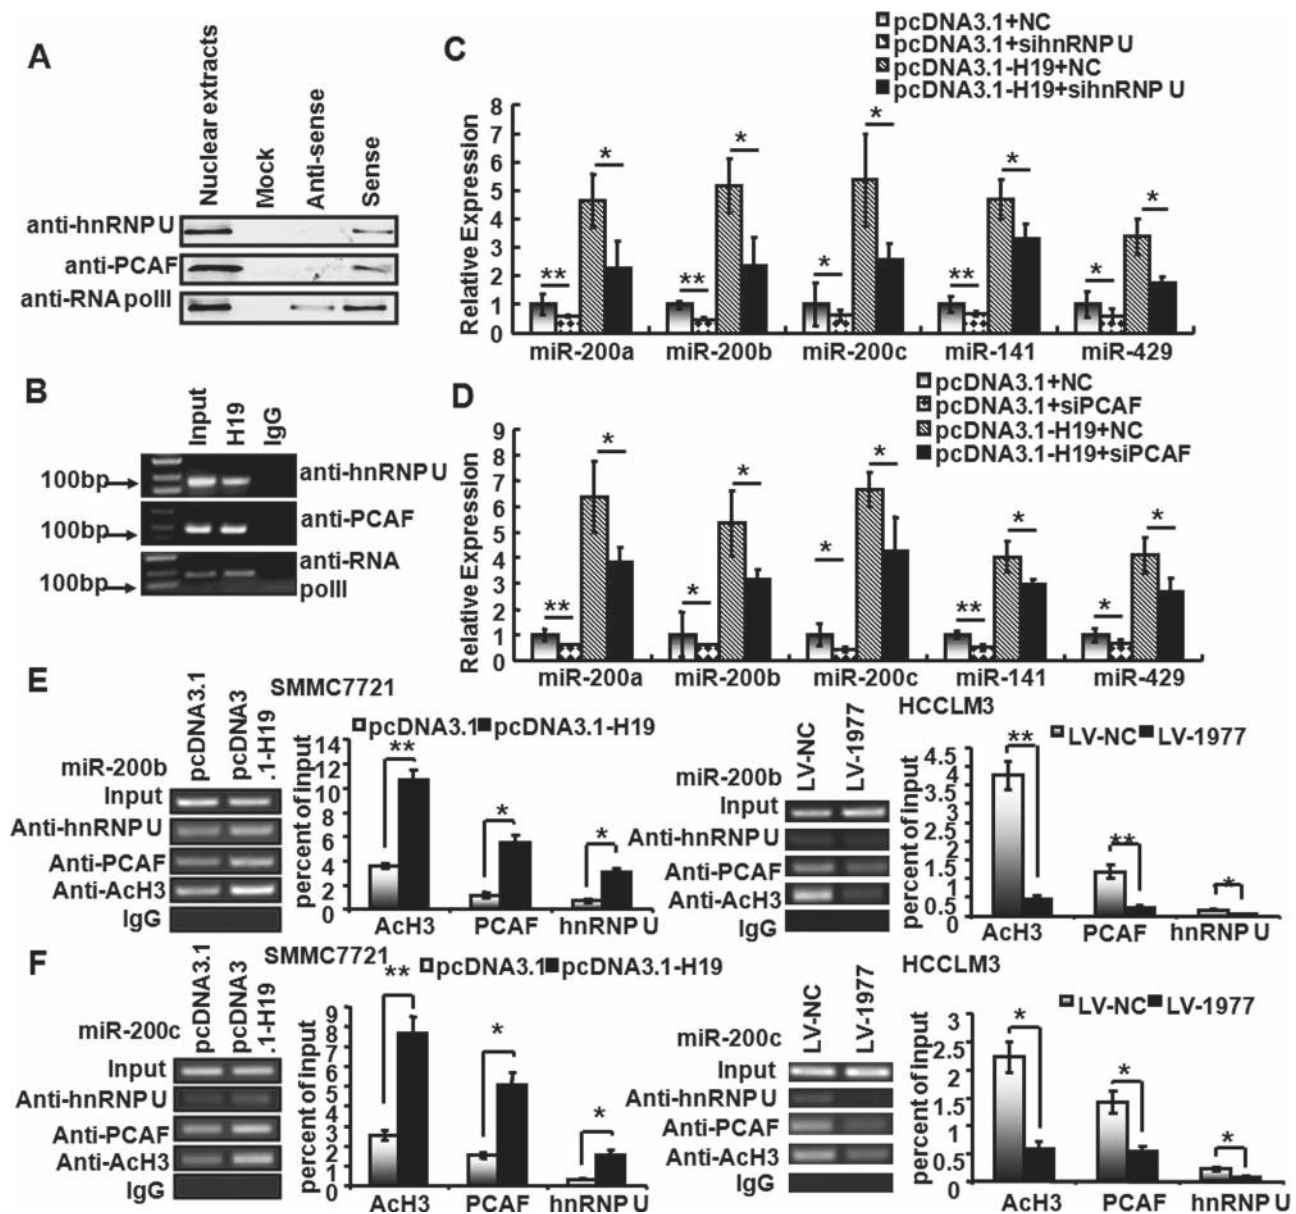 A
Nuclear extracts
Mock
Anti-sense
Sense
anti-hnRNP U
anti-PCAF
anti-RNA polII
B
Input
H19
IgG
100bp
anti-hnRNP U
100bp
anti-PCAF
100bp
anti-RNA
polII
C
pcDNA3.1+NC
pcDNA3.1+sihnRNP U
pcDNA3.1-H19+NC
pcDNA3.1-H19+sihnRNP U
Relative Expression
8
7
6
5
4
3
2
1
0
** * ** * * * ** * * *
miR-200a miR-200b miR-200c miR-141 miR-429
D
pcDNA3.1+NC
pcDNA3.1+siPCAF
pcDNA3.1-H19+NC
pcDNA3.1-H19+siPCAF
Relative Expression
9
8
7
6
5
4
3
2
1
0
** * * * * * ** * * *
miR-200a miR-200b miR-200c miR-141 miR-429
E
SMMC7721
pcDNA3.1
pcDNA3
.1-H19
miR-200b
Input
Anti-hnRNP U
Anti-PCAF
Anti-AcH3
IgG
pcDNA3.1 pcDNA3.1-H19
percent of input
14
12
10
8
6
4
2
0
** * *
AcH3 PCAF hnRNP U
HCCLM3
LV-NC
LV-1977
miR-200b
Input
Anti-hnRNP U
Anti-PCAF
Anti-AcH3
IgG
LV-NC LV-1977
percent of input
4.5
3.5
2.5
1.5
0.5
** ** *
AcH3 PCAF hnRNP U
F
SMMC7721
pcDNA3.1
pcDNA3
.1-H19
miR-200c
Input
Anti-hnRNP U
Anti-PCAF
Anti-AcH3
IgG
pcDNA3.1 pcDNA3.1-H19
percent of input
9
8
7
6
5
4
3
2
1
0
** * *
AcH3 PCAF hnRNP U
HCCLM3
LV-NC
LV-1977
miR-200c
Input
Anti-hnRNP U
Anti-PCAF
Anti-AcH3
IgG
LV-NC LV-1977
percent of input
3
2.5
2
1.5
1
0.5
0
* * *
AcH3 PCAF hnRNP U